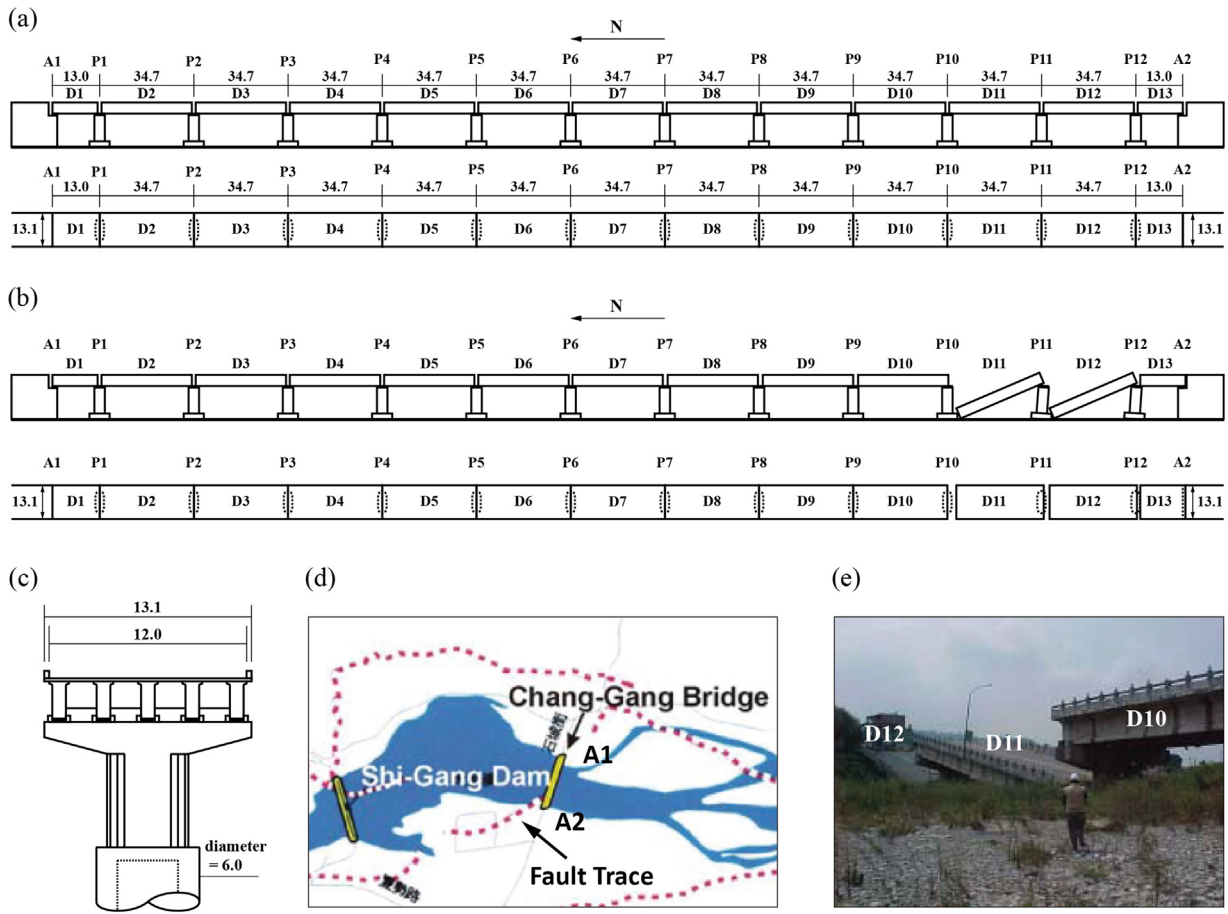 (a)
N
A1 P1 P2 P3 P4 P5 P6 P7 P8 P9 P10 P11 P12 A2
13.0 34.7 34.7 34.7 34.7 34.7 34.7 34.7 34.7 34.7 34.7 34.7 13.0
D1 D2 D3 D4 D5 D6 D7 D8 D9 D10 D11 D12 D13
A1 P1 P2 P3 P4 P5 P6 P7 P8 P9 P10 P11 P12 A2
13.0 34.7 34.7 34.7 34.7 34.7 34.7 34.7 34.7 34.7 34.7 34.7 13.0
13.1 D1 D2 D3 D4 D5 D6 D7 D8 D9 D10 D11 D12 D13 13.1
(b)
N
A1 P1 P2 P3 P4 P5 P6 P7 P8 P9 P10 P11 P12 A2
D1 D2 D3 D4 D5 D6 D7 D8 D9 D10 D11 D12 D13
A1 P1 P2 P3 P4 P5 P6 P7 P8 P9 P10 P11 P12 A2
13.1 D1 D2 D3 D4 D5 D6 D7 D8 D9 D10 D11 D12 D13 13.1
(c)
13.1
12.0
diameter
= 6.0
(d)
Chang-Gang Bridge
A1
Shi-Gang Dam
A2
Fault Trace
(e)
D10
D12
D11